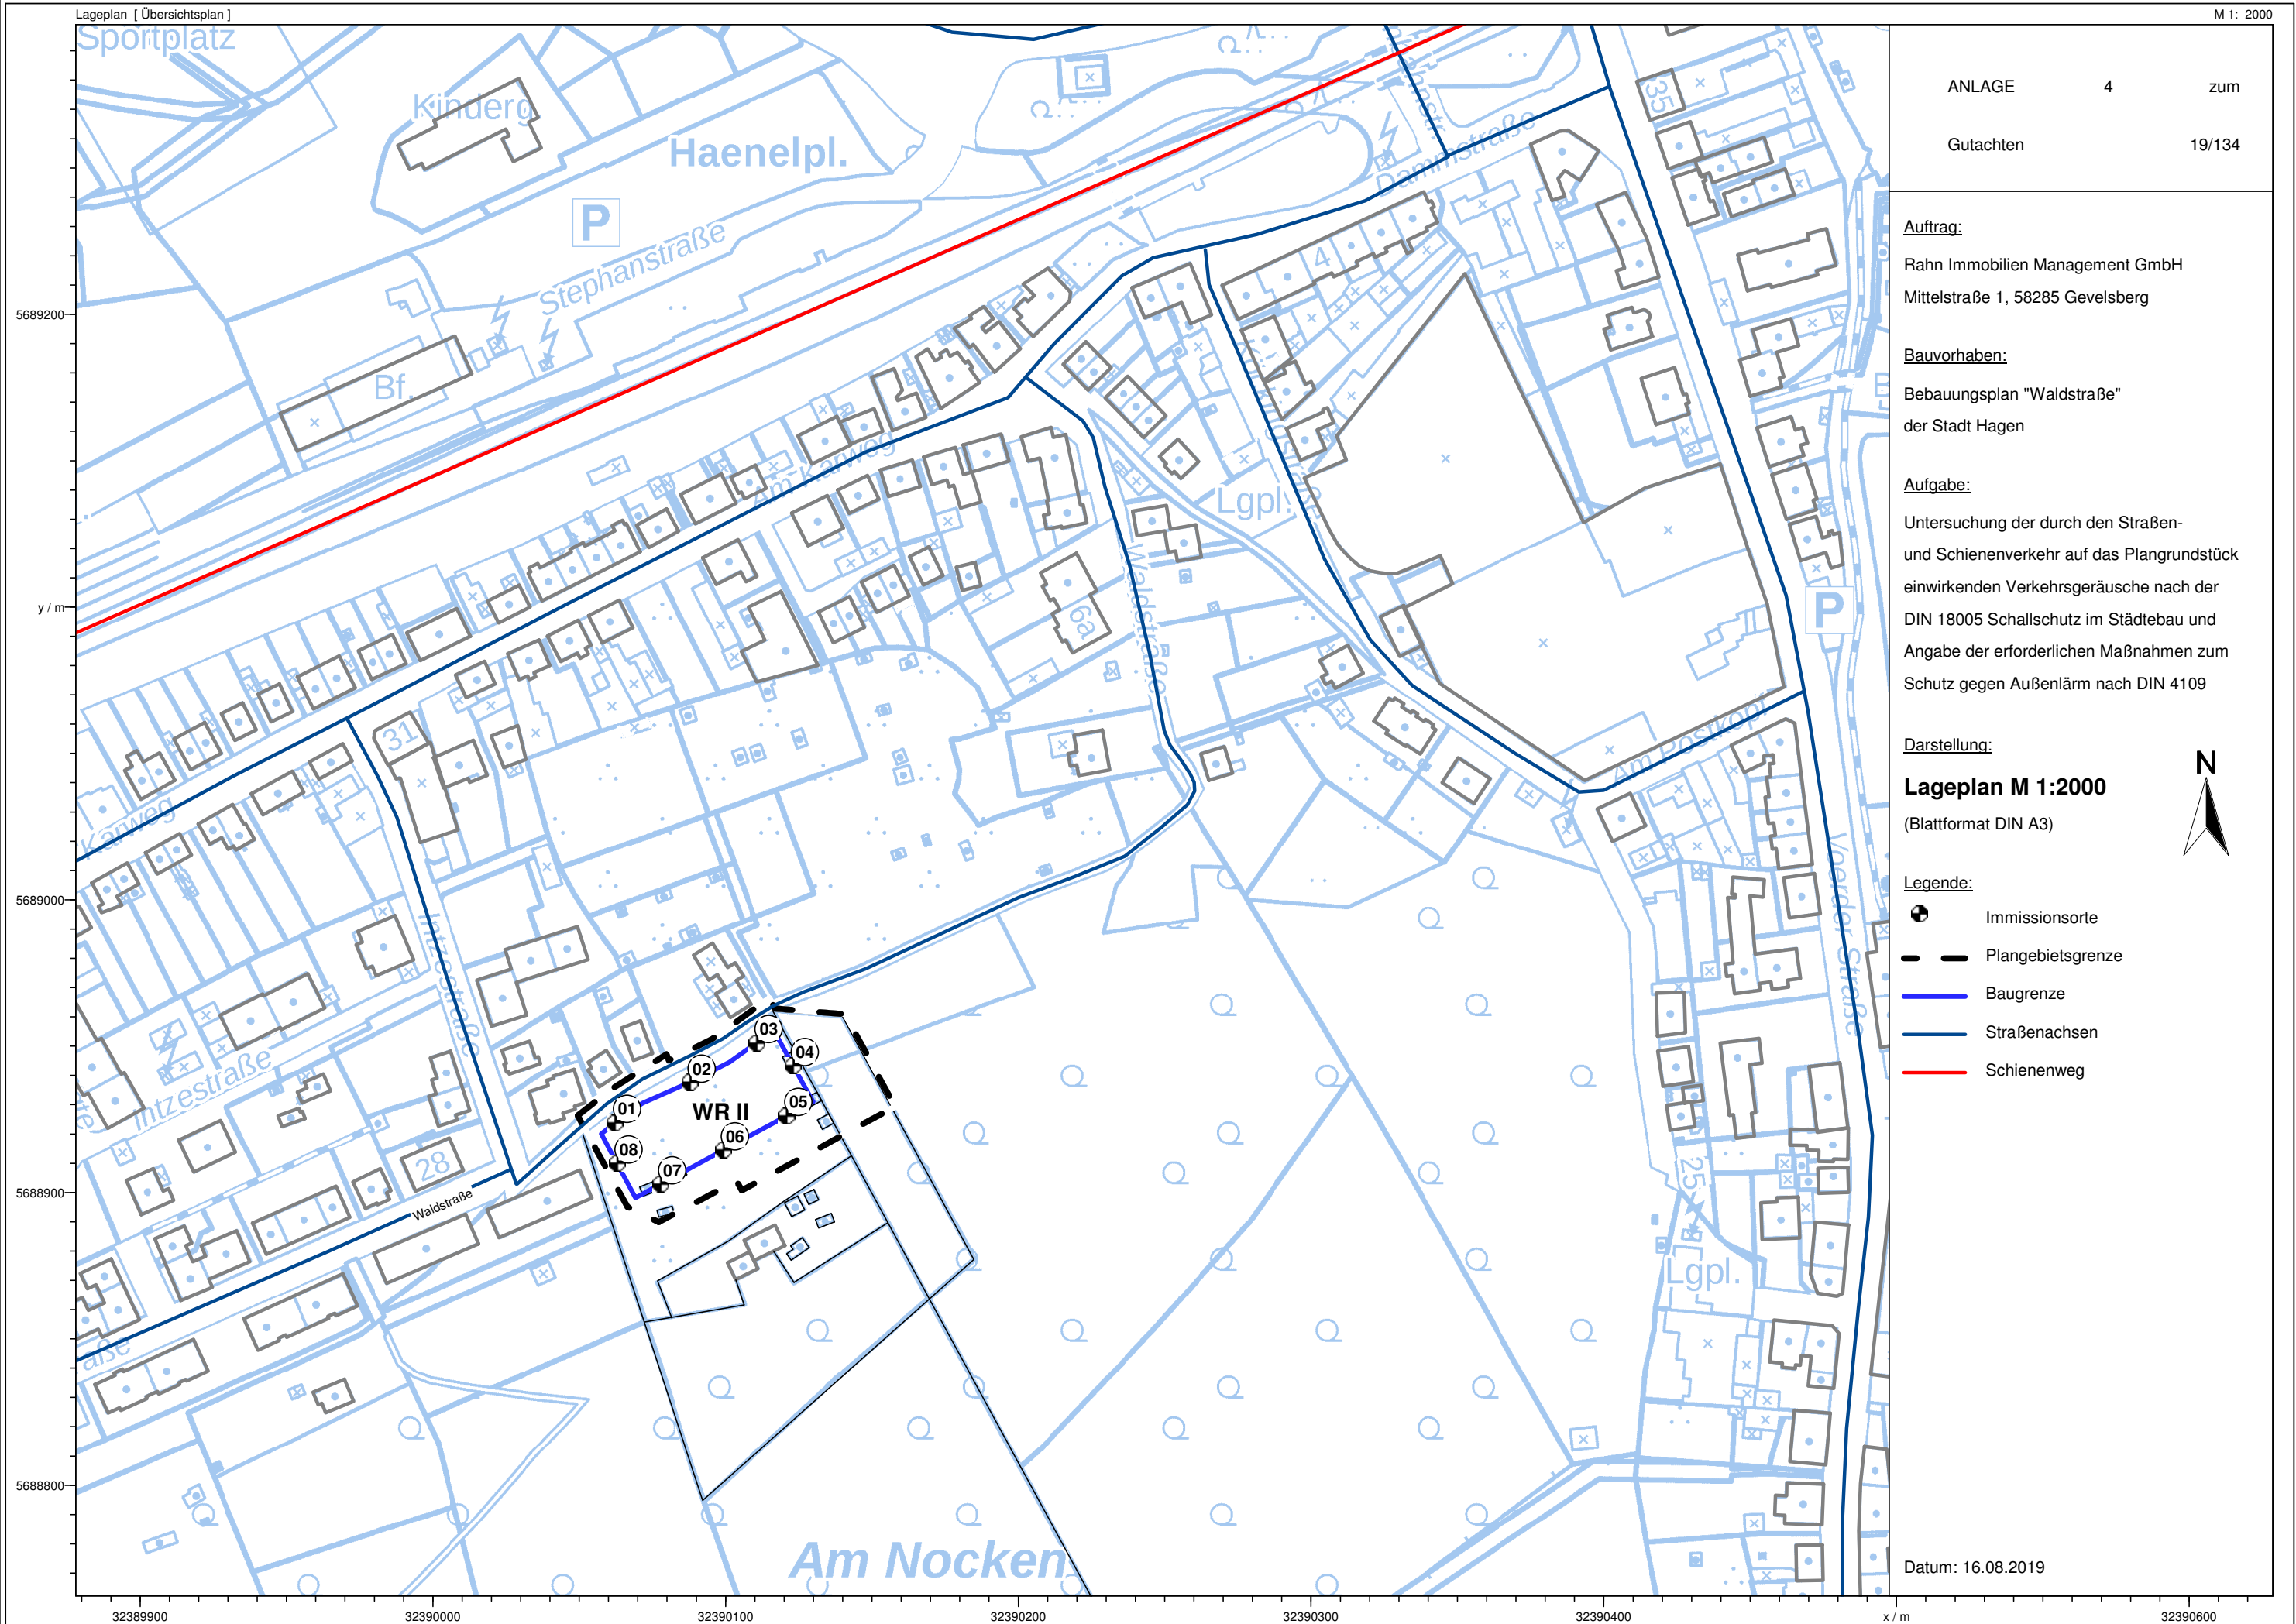 Lageplan [ Übersichtsplan ]
M 1: 2000
Sportplatz
Kinderg
Haenelpl.
P
Stephanstraße
Bf.
Dammstraße
35
4
Am Karweg
Lgpl.
6a
Waldstraße
P
31
Karweg
Am Postkopf
Intzestraße
Voerder Straße
Intzestraße
28
Waldstraße
aße
25
Lgpl.
01
02
03
04
05
06
07
08
WR II
Am Nocken
5689200
y / m
5689000
5688900
5688800
32389900
32390000
32390100
32390200
32390300
32390400
x / m
32390600
ANLAGE 4 zum
Gutachten 19/134
Auftrag:
Rahn Immobilien Management GmbH
Mittelstraße 1, 58285 Gevelsberg
Bauvorhaben:
Bebauungsplan "Waldstraße"
der Stadt Hagen
Aufgabe:
Untersuchung der durch den Straßen-
und Schienenverkehr auf das Plangrundstück
einwirkenden Verkehrsgeräusche nach der
DIN 18005 Schallschutz im Städtebau und
Angabe der erforderlichen Maßnahmen zum
Schutz gegen Außenlärm nach DIN 4109
Darstellung:
N
Lageplan M 1:2000
(Blattformat DIN A3)
Legende:
Immissionsorte
Plangebietsgrenze
Baugrenze
Straßenachsen
Schienenweg
Datum: 16.08.2019